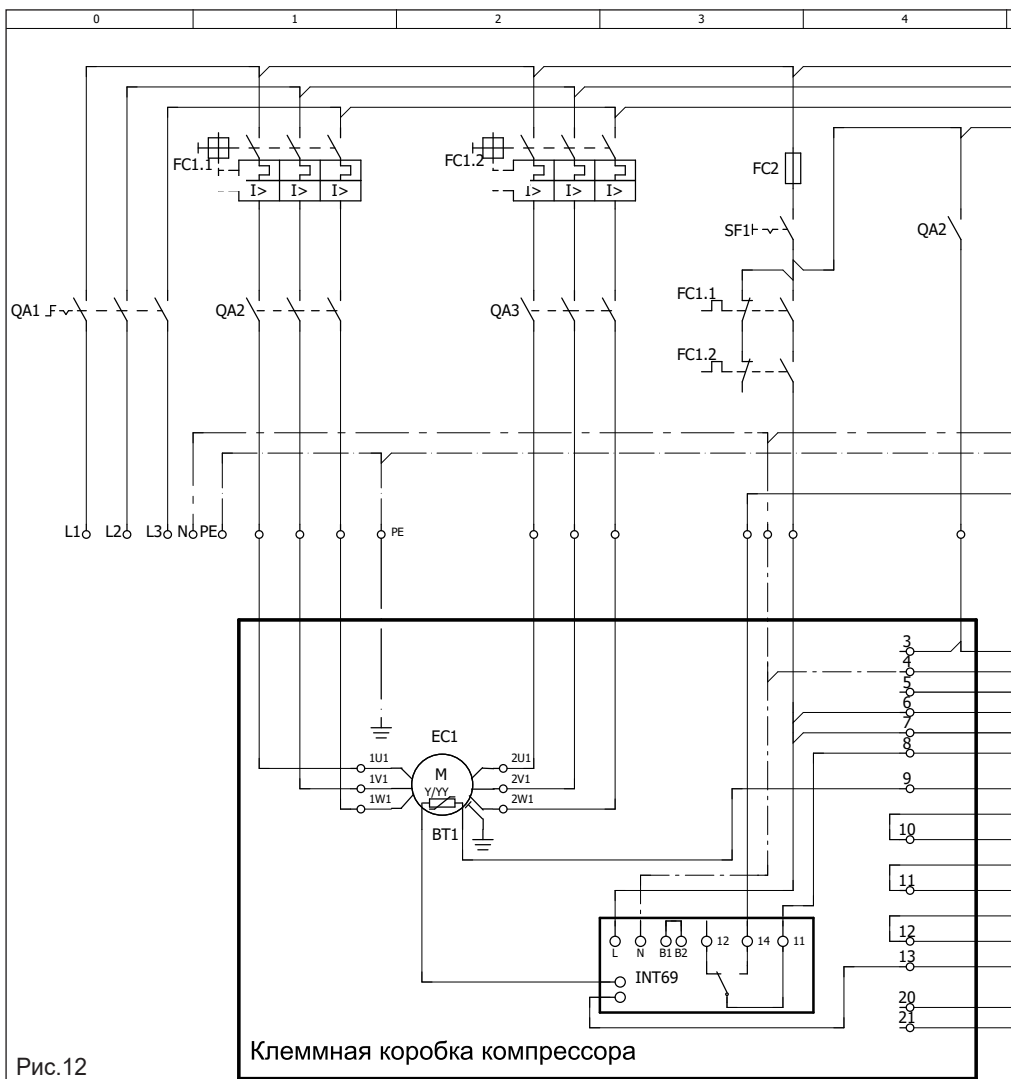 0 1 2 3 4
FC1.1
I> I> I>
FC1.2
I> I> I>
FC2
SF1
QA2
QA1
QA2
QA3
FC1.1
FC1.2
L1 L2 L3 N PE
PE
EC1
M
Y/YY
BT1
1U1
1V1
1W1
2U1
2V1
2W1
3
4
5
6
7
8
9
10
11
12
13
20
21
L N B1 B2 12 14 11
INT69
Клеммная коробка компрессора
Рис.12